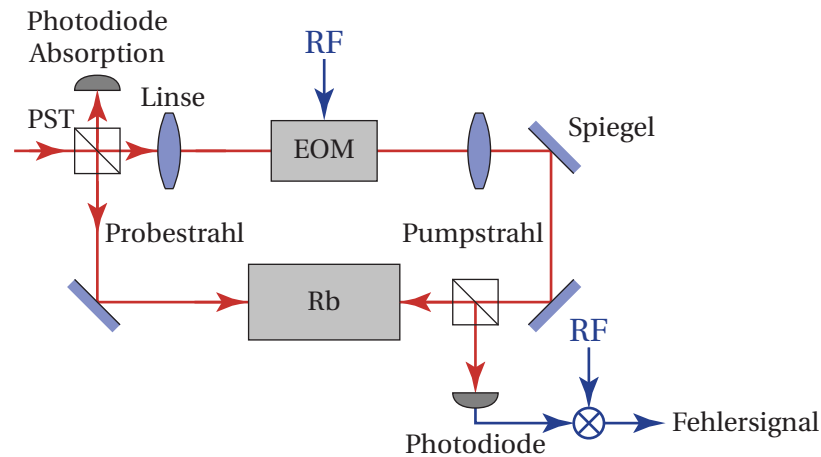 Photodiode
Absorption
RF
Linse
PST
EOM
Spiegel
Probestrahl
Pumpstrahl
Rb
RF
Fehlersignal
Photodiode